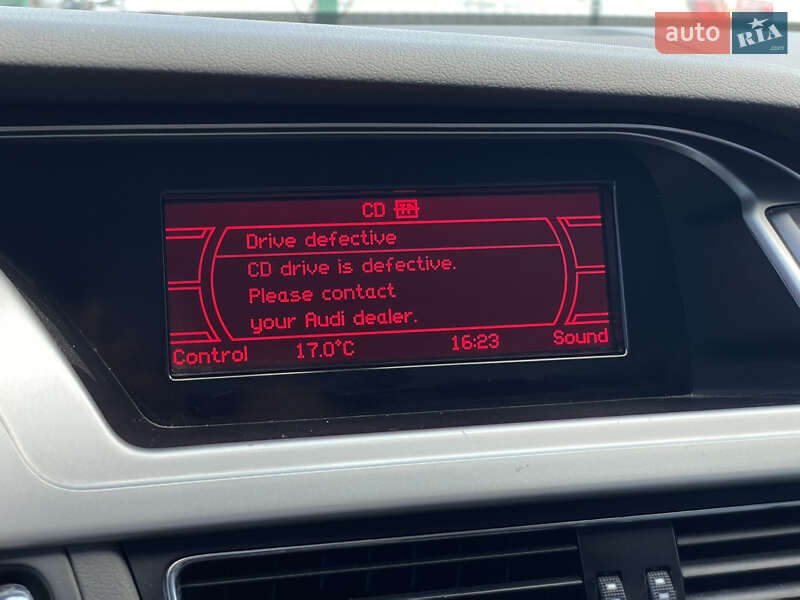 auto RIA
.com
CD
Drive defective
CD drive is defective.
Please contact
your Audi dealer.
Control 17.0°C 16:23 Sound